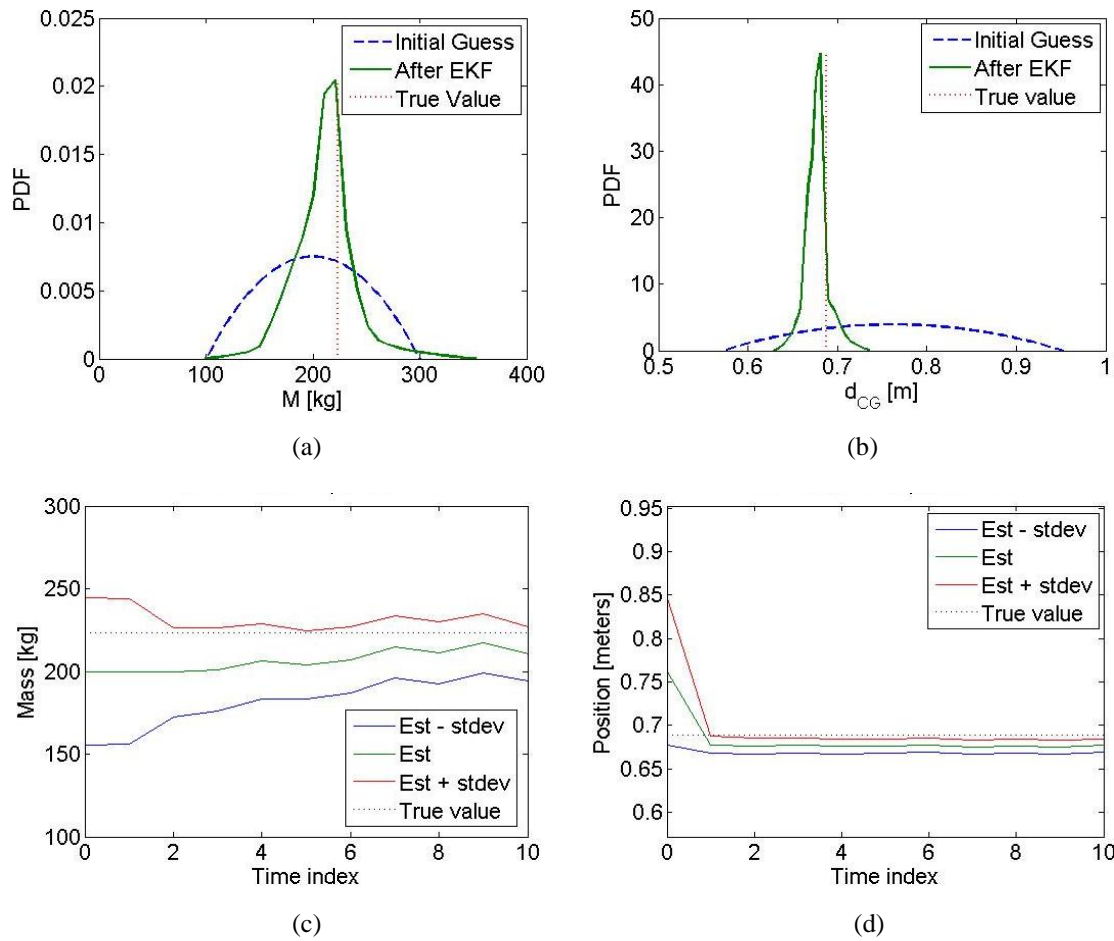 0.025
0.02
0.015
0.01
0.005
0
PDF
0
100
200
300
400
M [kg]
Initial Guess
After EKF
True Value
(a)
50
40
30
20
10
0
PDF
0.5
0.6
0.7
0.8
0.9
1
d_CG [m]
Initial Guess
After EKF
True value
(b)
300
250
200
150
100
Mass [kg]
0
2
4
6
8
10
Time index
Est - stdev
Est
Est + stdev
True value
(c)
0.95
0.9
0.85
0.8
0.75
0.7
0.65
0.6
Position [meters]
0
2
4
6
8
10
Time index
Est - stdev
Est
Est + stdev
True value
(d)